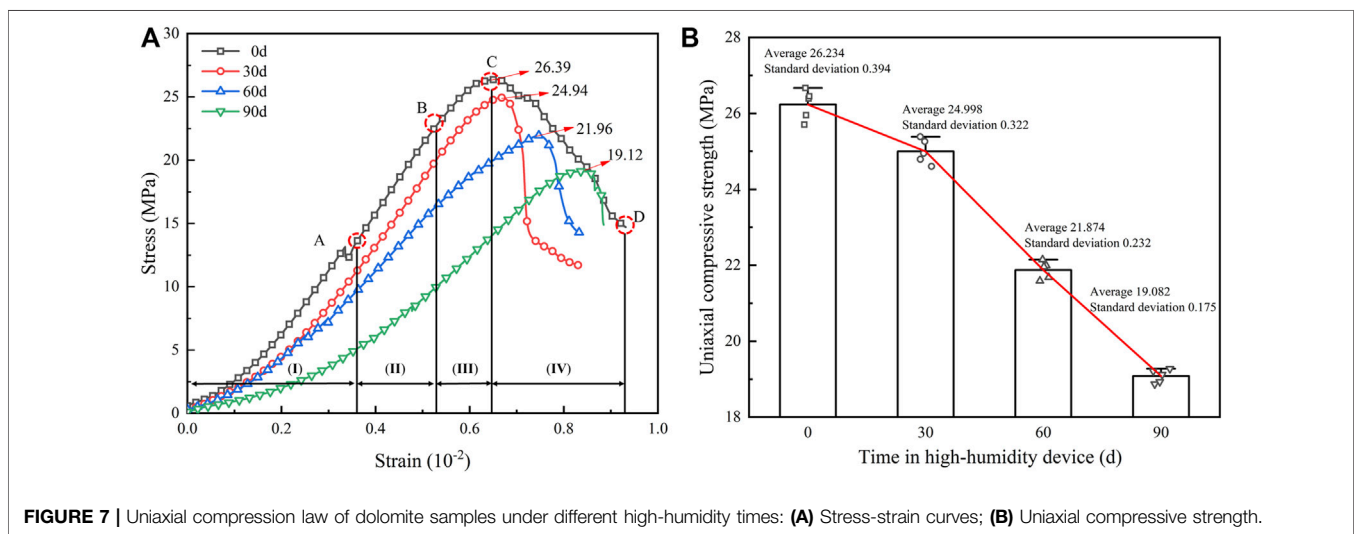 A
30
25
20
15
10
5
0
Stress (MPa)
0d
30d
60d
90d
A
B
C
D
26.39
24.94
21.96
19.12
(I)
(II)
(III)
(IV)
0.0 0.2 0.4 0.6 0.8 1.0
Strain (10-2)
B
28
26
24
22
20
18
Uniaxial compressive strength (MPa)
Average 26.234
Standard deviation 0.394
Average 24.998
Standard deviation 0.322
Average 21.874
Standard deviation 0.232
Average 19.082
Standard deviation 0.175
0 30 60 90
Time in high-humidity device (d)
FIGURE 7 | Uniaxial compression law of dolomite samples under different high-humidity times: (A) Stress-strain curves; (B) Uniaxial compressive strength.